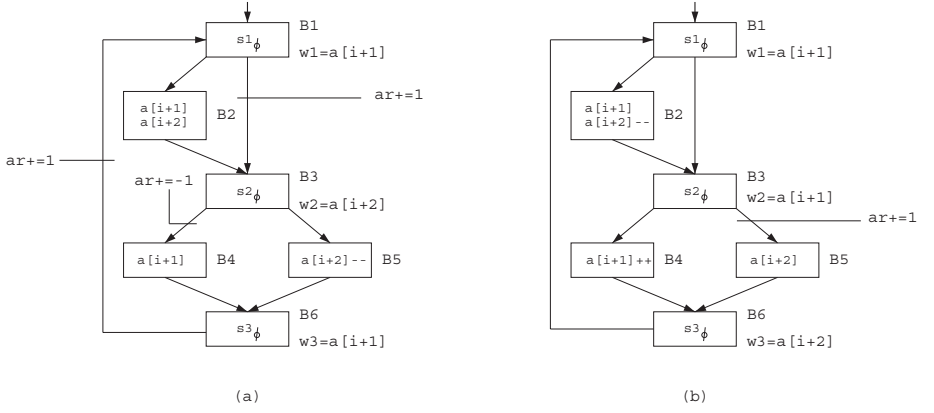 B1
s1ϕ
w1=a[i+1]
ar+=1
a[i+1]
a[i+2]
B2
ar+=1
ar+=-1
B3
s2ϕ
w2=a[i+2]
a[i+1]
B4
a[i+2]--
B5
B6
s3ϕ
w3=a[i+1]
(a)
B1
s1ϕ
w1=a[i+1]
a[i+1]
a[i+2]--
B2
B3
s2ϕ
w2=a[i+1]
ar+=1
a[i+1]++
B4
a[i+2]
B5
B6
s3ϕ
w3=a[i+2]
(b)